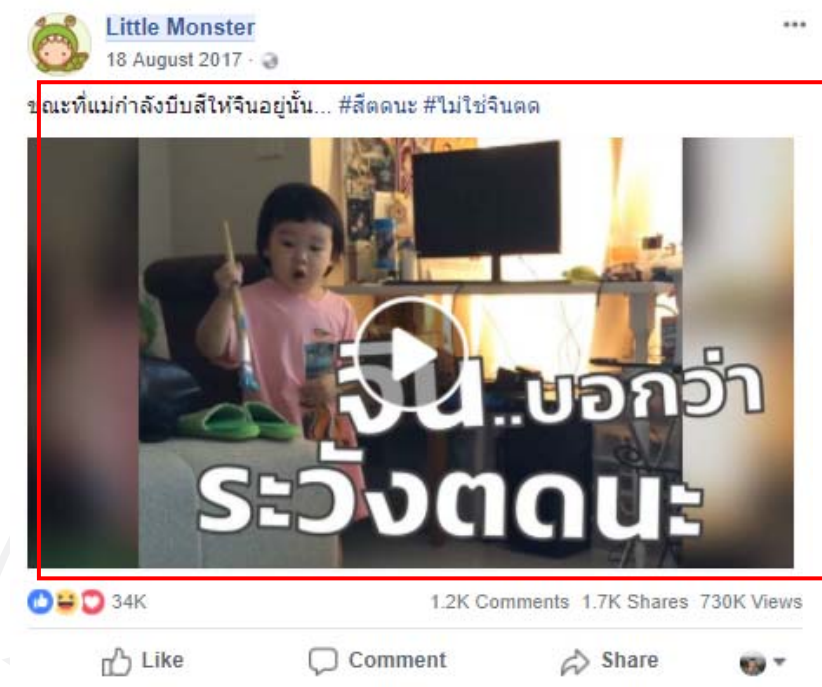 Little Monster
18 August 2017
ขณะที่แม่กำลังบีบสีให้จินอยู่นั้น... #สีตดนะ #ไม่ใช่จินตด
จิน..บอกว่า
ระวังตดนะ
34K 1.2K Comments 1.7K Shares 730K Views
Like Comment Share